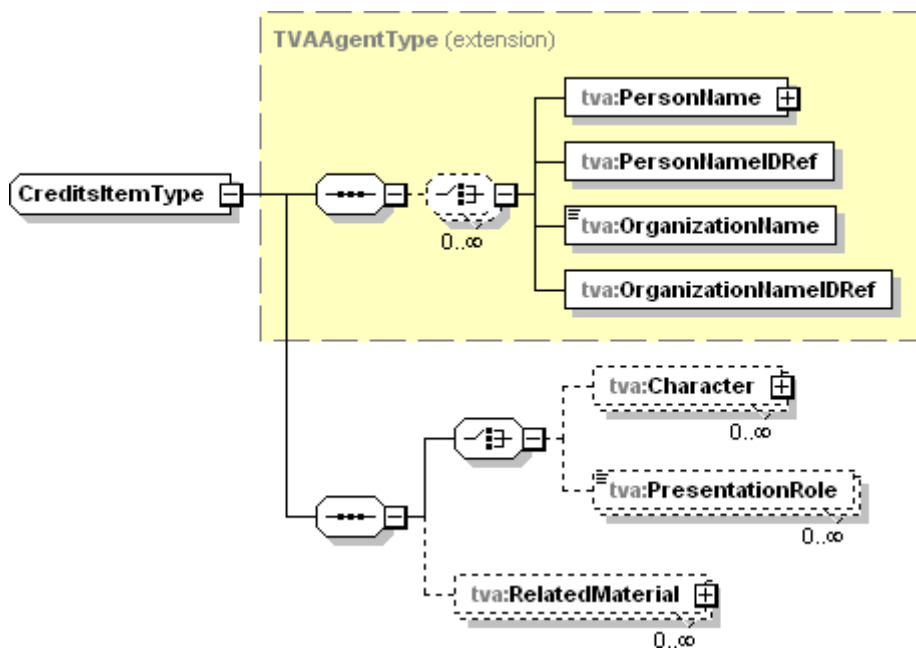 TVAAgentType (extension)
tva:PersonName
tva:PersonNameIDRef
CreditsItemType
0..∞
tva:OrganizationName
tva:OrganizationNameIDRef
tva:Character
0..∞
tva:PresentationRole
0..∞
tva:RelatedMaterial
0..∞